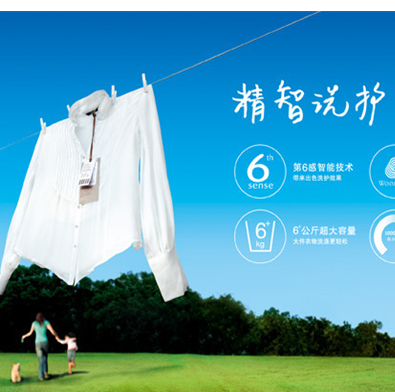 精智洗护
6th
sense
第6感智能技术
带来出色洗护效果
6+
kg
6+公斤超大容量
大件衣物洗涤更轻松